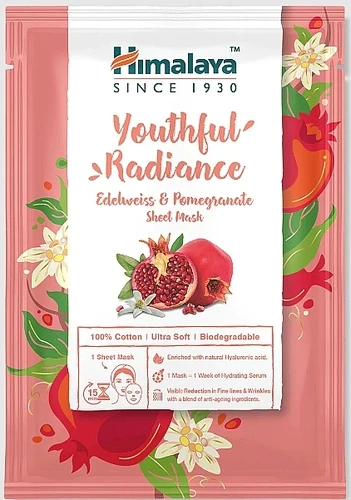 Himalaya™
SINCE 1930
Youthful
Radiance
Edelweiss & Pomegranate
Sheet Mask
100% Cotton | Ultra Soft | Biodegradable
1 Sheet Mask
15
Enriched with natural Hyaluronic acid.
1 Mask – 1 Week of Hydrating Serum
Visible Reduction in Fine lines & Wrinkles
with a blend of anti-ageing ingredients.